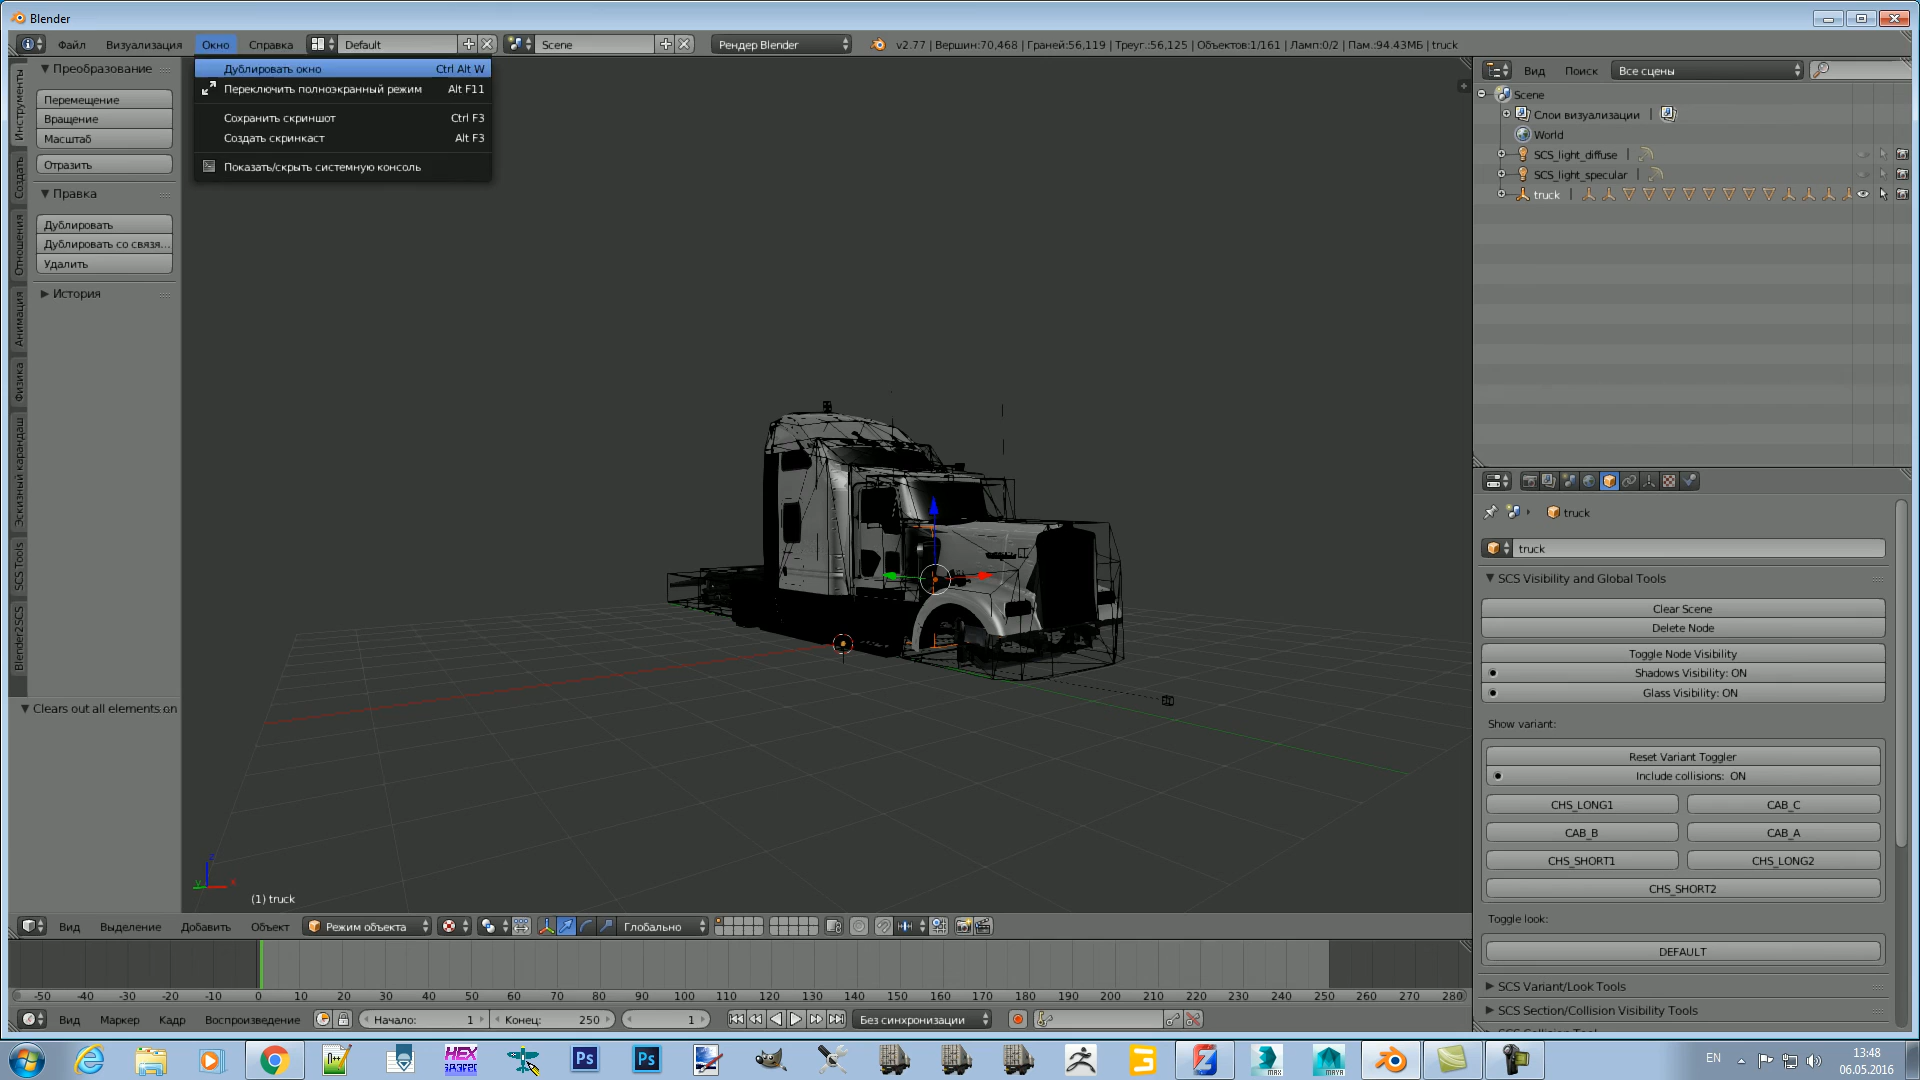 Blender
Файл Визуализация Окно Справка Default Scene Рендер Blender v2.77 | Вершин:70,468 | Граней:56,119 | Треуг.:56,125 | Объектов:1/161 | Ламп:0/2 | Пам.:94.43МБ | truck
Дублировать окно Ctrl Alt W
Переключить полноэкранный режим Alt F11
Сохранить скриншот Ctrl F3
Создать скринкаст Alt F3
Показать/скрыть системную консоль
Инструменты
Создать
Отношения
Анимация
Физика
Эскизный карандаш
SCS Tools
Blender2SCS
Преобразование
Перемещение
Вращение
Масштаб
Отразить
Правка
Дублировать
Дублировать со связя...
Удалить
История
Clears out all elements on
(1) truck
Вид Поиск Все сцены
Scene
Слои визуализации
World
SCS_light_diffuse
SCS_light_specular
truck
truck
truck
SCS Visibility and Global Tools
Clear Scene
Delete Node
Toggle Node Visibility
Shadows Visibility: ON
Glass Visibility: ON
Show variant:
Reset Variant Toggler
Include collisions: ON
CHS_LONG1 CAB_C
CAB_B CAB_A
CHS_SHORT1 CHS_LONG2
CHS_SHORT2
Toggle look:
DEFAULT
SCS Variant/Look Tools
SCS Section/Collision Visibility Tools
Вид Выделение Добавить Объект Режим объекта Глобально
-50 -40 -30 -20 -10 0 10 20 30 40 50 60 70 80 90 100 110 120 130 140 150 160 170 180 190 200 210 220 230 240 250 260 270 280
Вид Маркер Кадр Воспроизведение Начало: 1 Конец: 250 1 Без синхронизации
HEX Ps Ps MAX MAYA
EN 13:48
06.05.2016